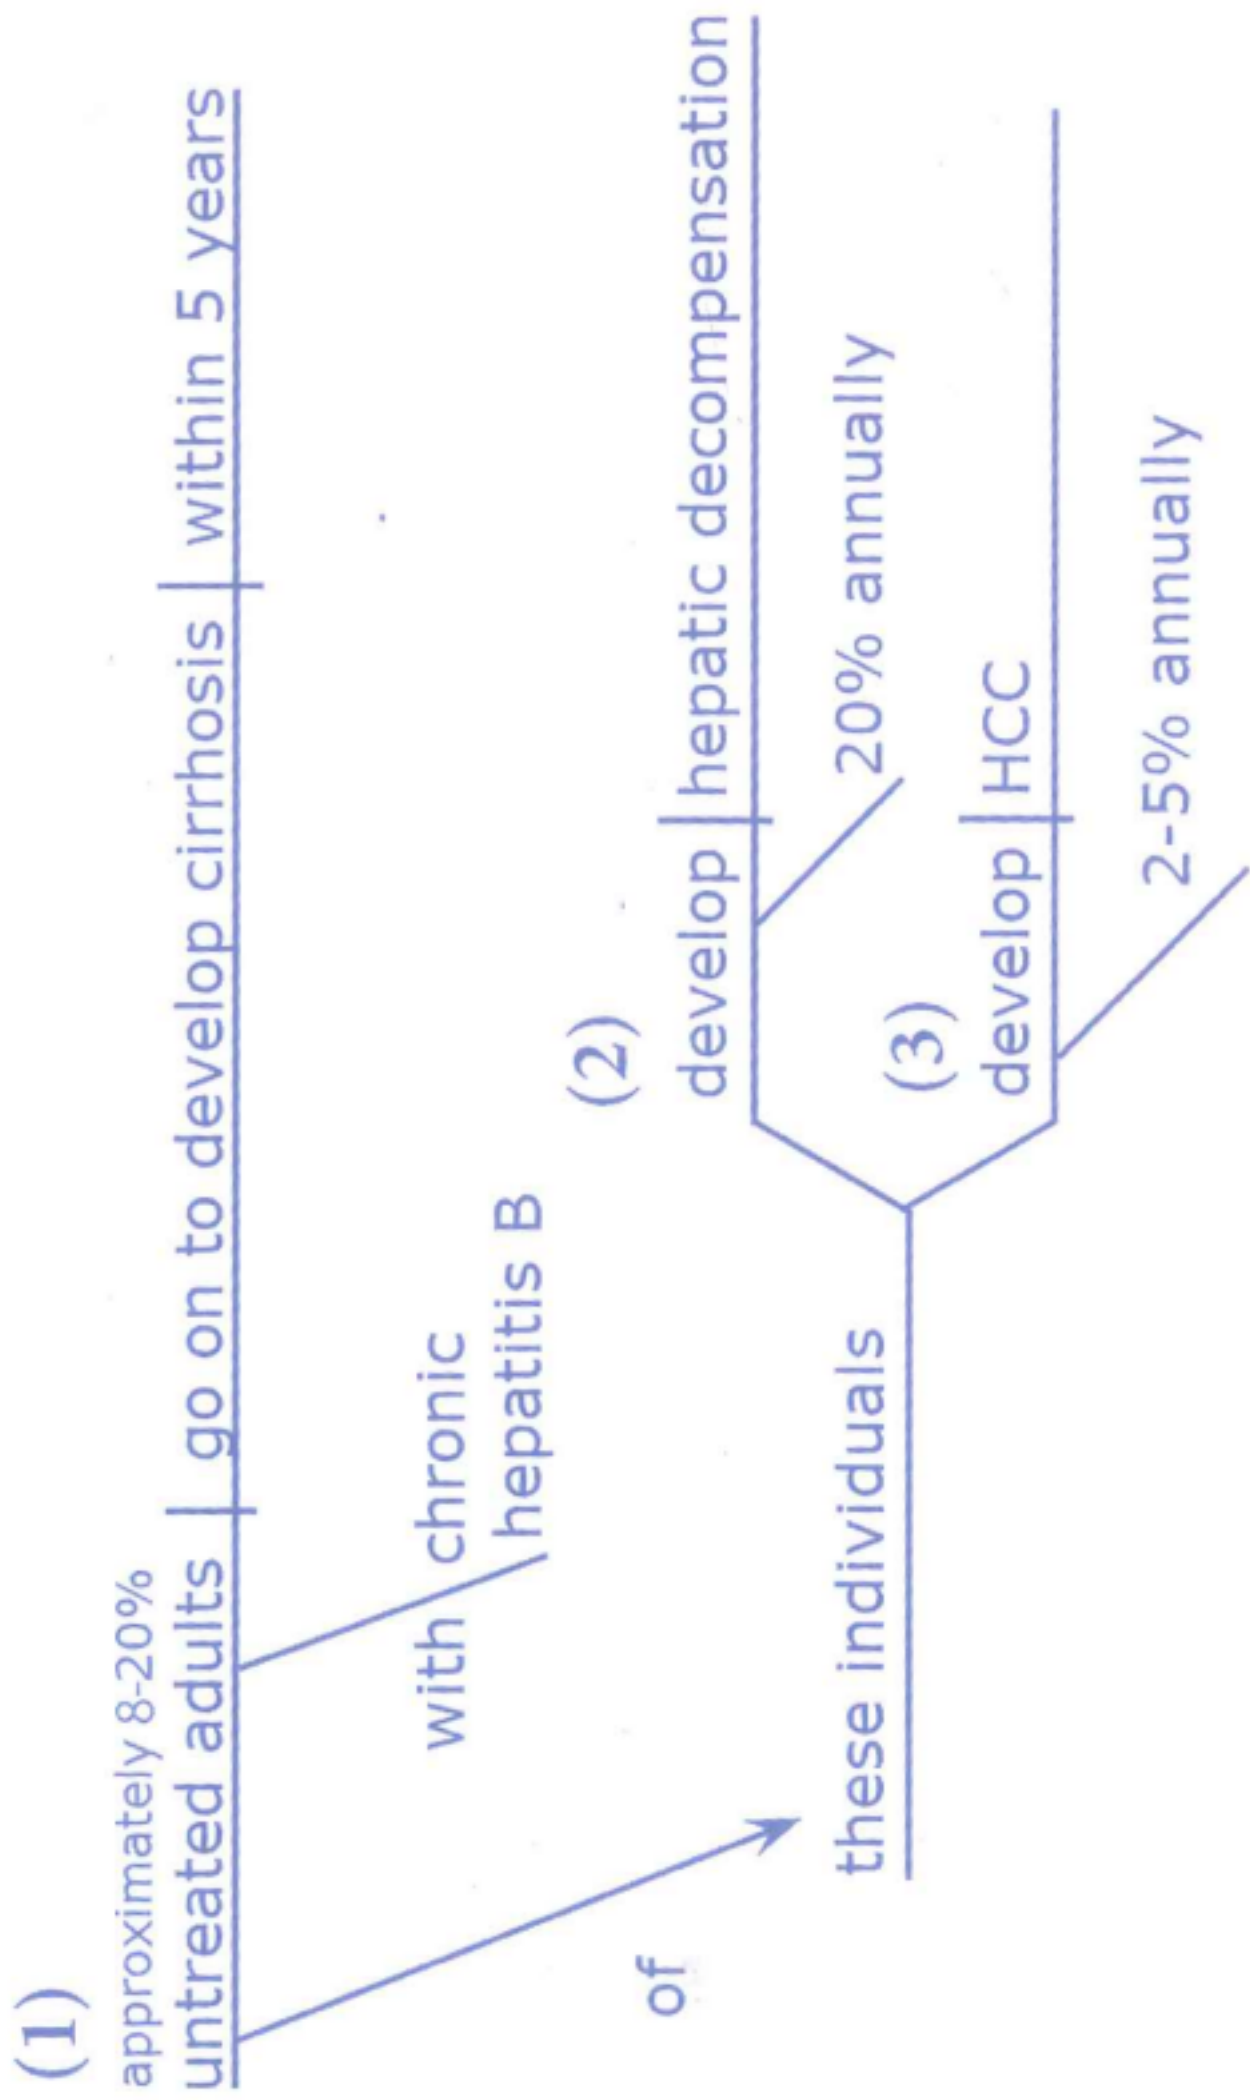 (1)
approximately 8-20%
untreated adults go on to develop cirrhosis within 5 years
with chronic
hepatitis B
of
these individuals
(2)
develop hepatic decompensation
20% annually
(3)
develop HCC
2-5% annually